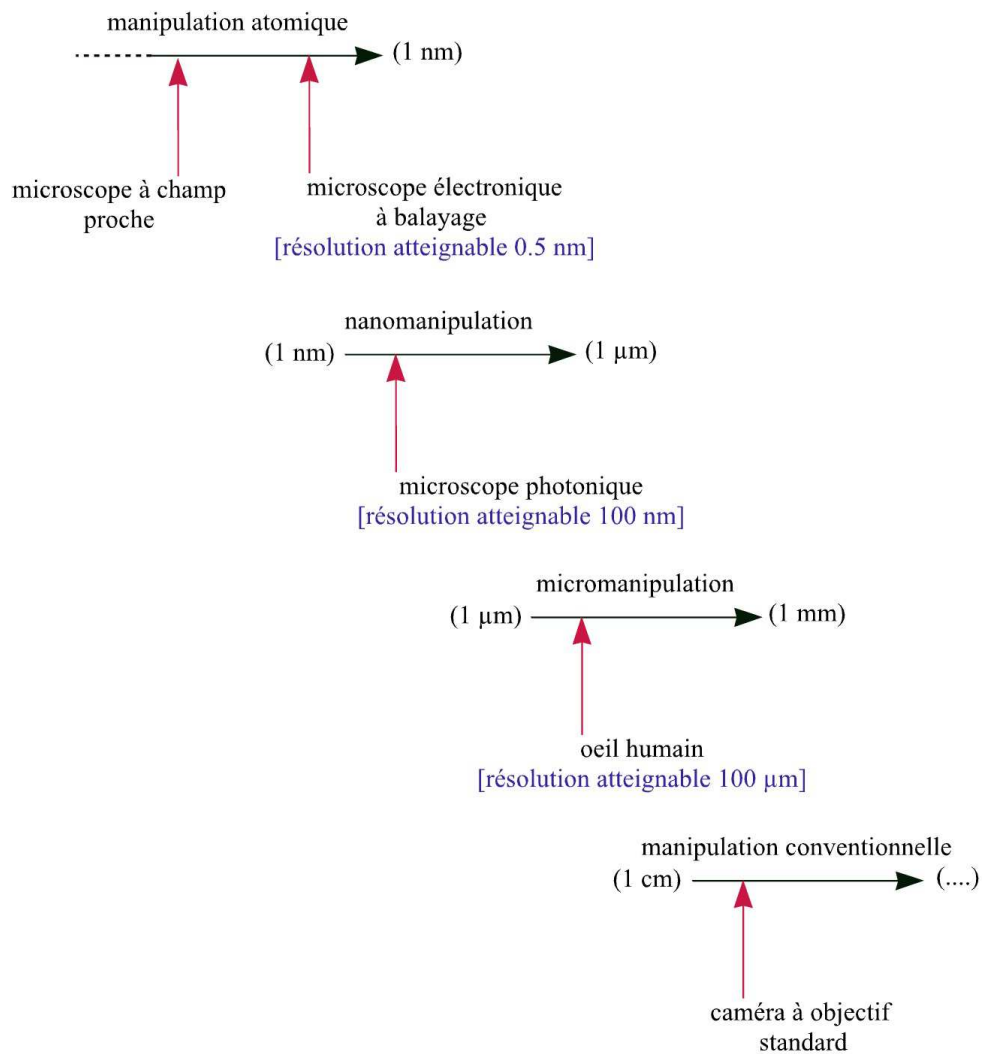 manipulation atomique
(1 nm)
microscope à champ
proche
microscope électronique
à balayage
[résolution atteignable 0.5 nm]
nanomanipulation
(1 nm)
(1 µm)
microscope photonique
[résolution atteignable 100 nm]
micromanipulation
(1 µm)
(1 mm)
oeil humain
[résolution atteignable 100 µm]
manipulation conventionnelle
(1 cm)
(....)
caméra à objectif
standard